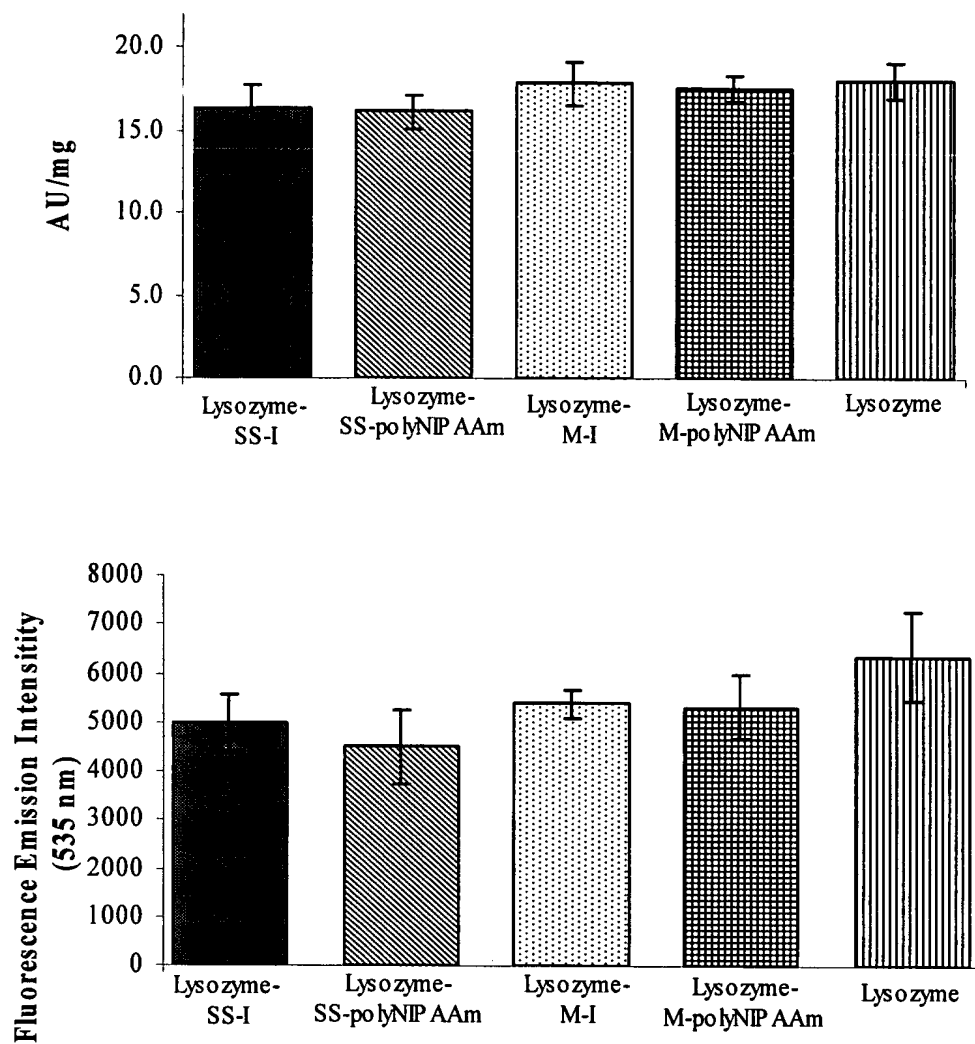 20.0
15.0
10.0
5.0
0.0
AU/mg
Lysozyme-
SS-I
Lysozyme-
SS-polyNIPAAm
Lysozyme-
M-I
Lysozyme-
M-polyNIPAAm
Lysozyme
8000
7000
6000
5000
4000
3000
2000
1000
0
Fluorescence Emission Intensitity
(535 nm)
Lysozyme-
SS-I
Lysozyme-
SS-polyNIPAAm
Lysozyme-
M-I
Lysozyme-
M-polyNIPAAm
Lysozyme